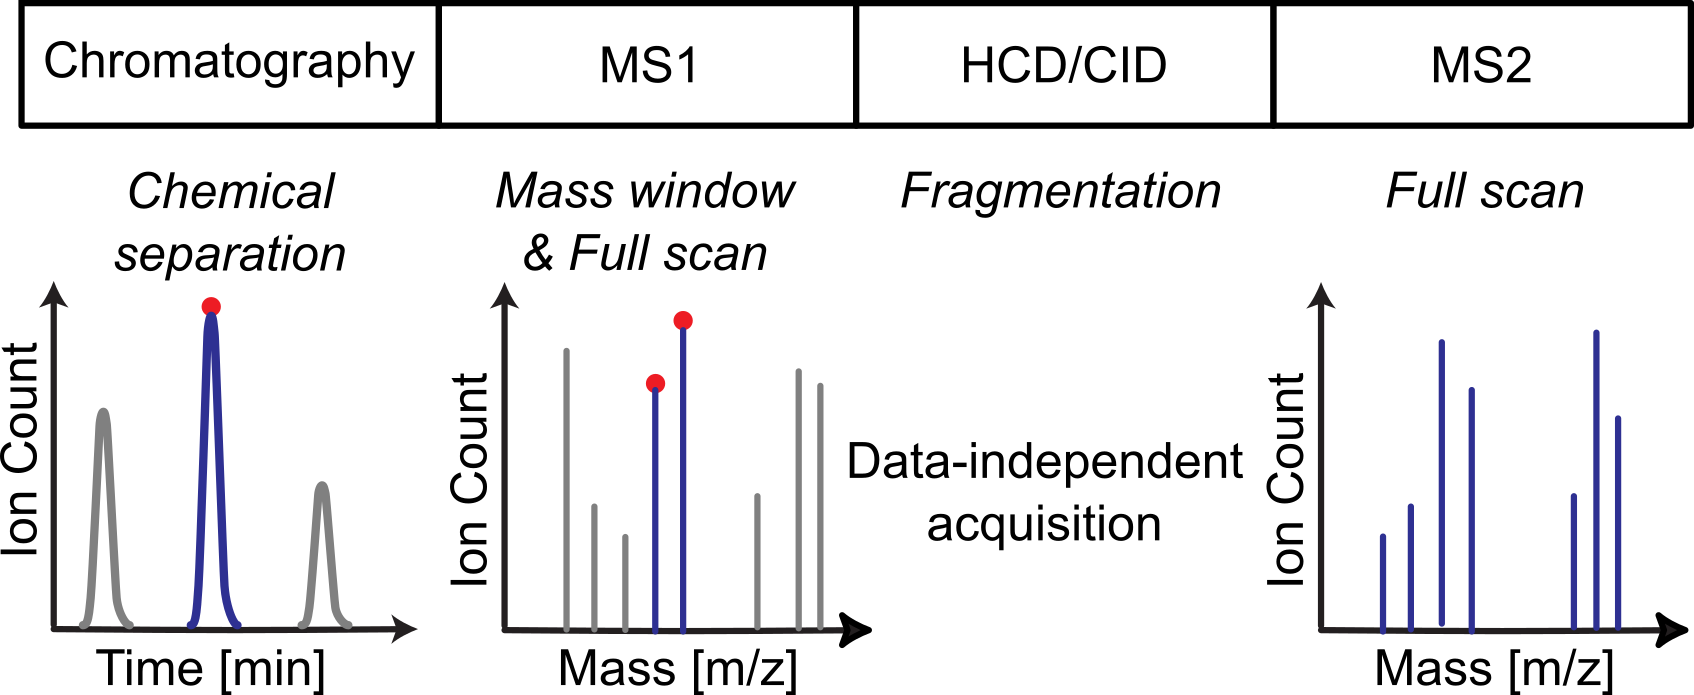 Chromatography
MS1
HCD/CID
MS2
Chemical
separation
Mass window
& Full scan
Fragmentation
Full scan
Ion Count
Time [min]
Ion Count
Mass [m/z]
Data-independent
acquisition
Ion Count
Mass [m/z]